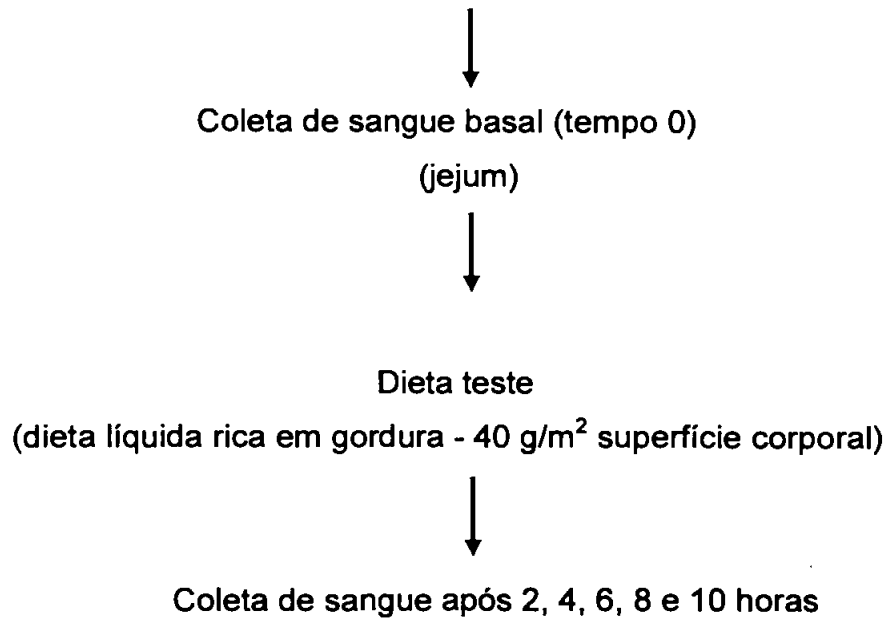 Coleta de sangue basal (tempo 0)
(jejum)
Dieta teste
(dieta líquida rica em gordura - 40 g/m² superfície corporal)
Coleta de sangue após 2, 4, 6, 8 e 10 horas